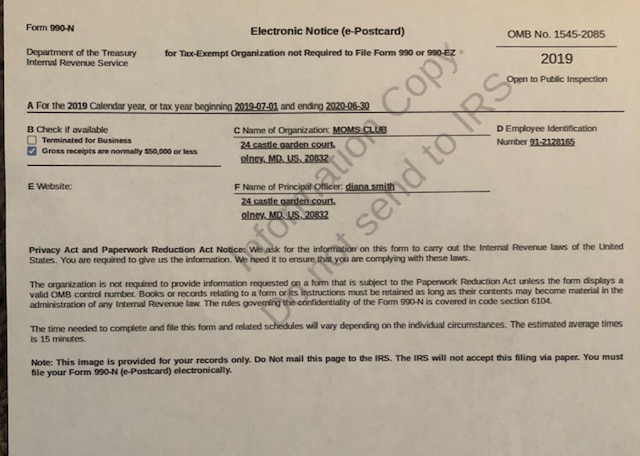 Form 990-N
Electronic Notice (e-Postcard)
OMB No. 1545-2085
Department of the Treasury
Internal Revenue Service
for Tax-Exempt Organization not Required to File Form 990 or 990-EZ
2019
Open to Public Inspection
A For the 2019 Calendar year, or tax year beginning 2019-07-01 and ending 2020-06-30
B Check if available
Terminated for Business
Gross receipts are normally $50,000 or less
C Name of Organization: MOMS CLUB
24 castle garden court,
olney, MD, US, 20832
D Employee Identification
Number 91-2128165
E Website:
F Name of Principal Officer: diana smith
24 castle garden court,
olney, MD, US, 20832
Privacy Act and Paperwork Reduction Act Notice: We ask for the information on this form to carry out the Internal Revenue laws of the United
States. You are required to give us the information. We need it to ensure that you are complying with these laws.
The organization is not required to provide information requested on a form that is subject to the Paperwork Reduction Act unless the form displays a
valid OMB control number. Books or records relating to a form or its instructions must be retained as long as their contents may become material in the
administration of any Internal Revenue law. The rules governing the confidentiality of the Form 990-N is covered in code section 6104.
The time needed to complete and file this form and related schedules will vary depending on the individual circumstances. The estimated average times
is 15 minutes.
Note: This image is provided for your records only. Do Not mail this page to the IRS. The IRS will not accept this filing via paper. You must
file your Form 990-N (e-Postcard) electronically.
Information Copy
Do not send to IRS